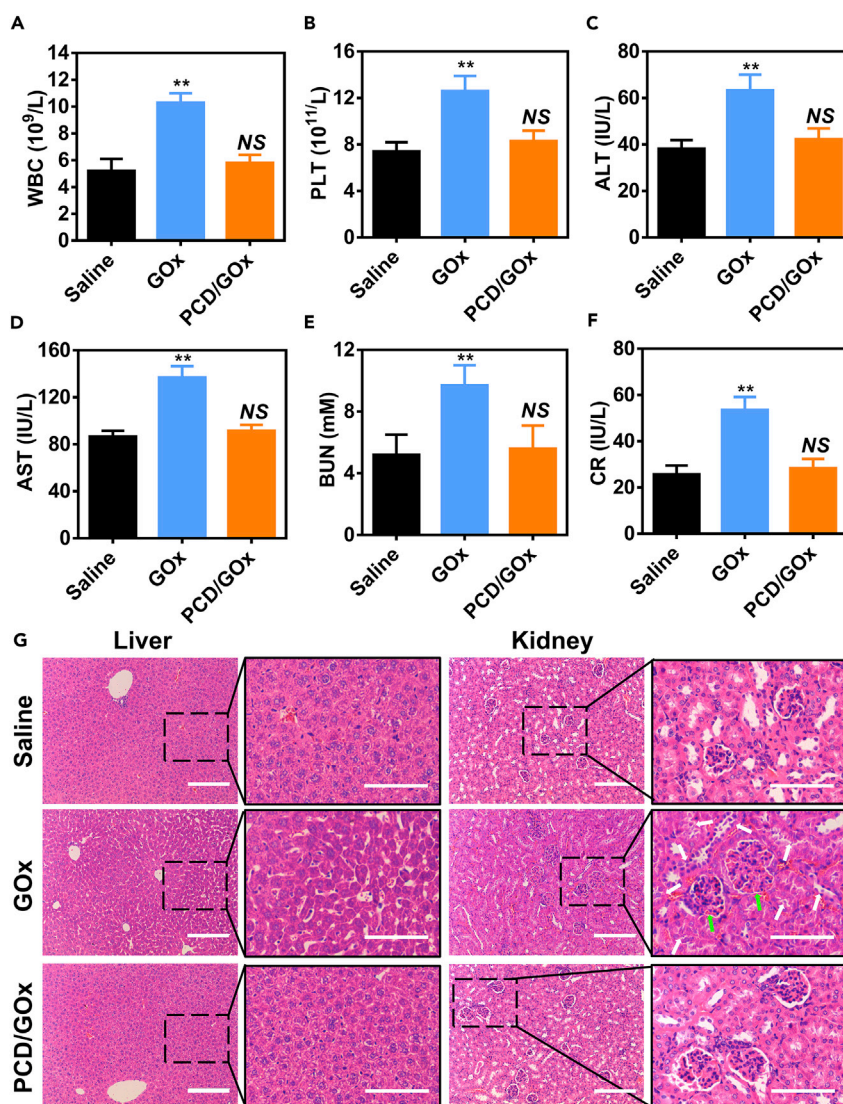 A
WBC (10⁹/L)
14
12
10
8
6
4
2
0
**
NS
Saline
GOx
PCD/GOx
B
PLT (10¹¹/L)
16
12
8
4
0
**
NS
Saline
GOx
PCD/GOx
C
ALT (IU/L)
80
60
40
20
0
**
NS
Saline
GOx
PCD/GOx
D
AST (IU/L)
160
120
80
40
0
**
NS
Saline
GOx
PCD/GOx
E
BUN (mM)
12
8
4
0
**
NS
Saline
GOx
PCD/GOx
F
CR (IU/L)
80
60
40
20
0
**
NS
Saline
GOx
PCD/GOx
G
Liver
Kidney
Saline
GOx
PCD/GOx